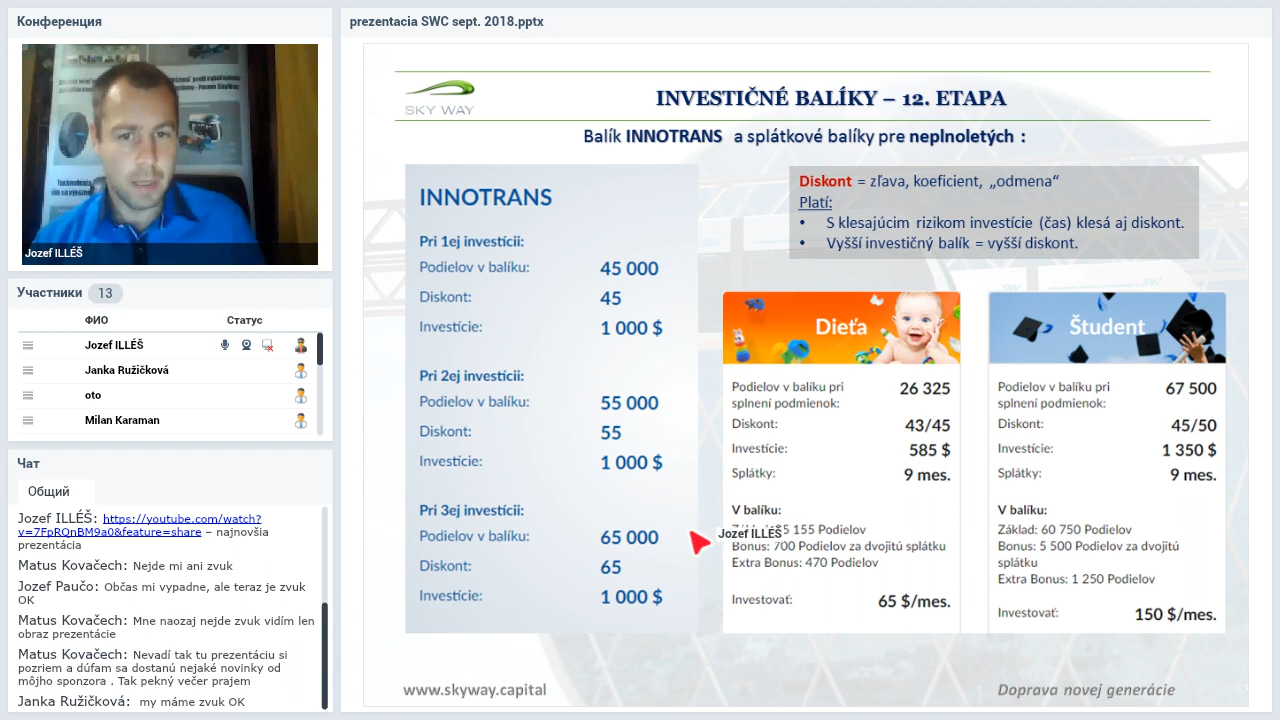 Конференция
Jozef ILLÉŠ
Участники 13
ФИО Статус
Jozef ILLÉŠ
Janka Ružičková
oto
Milan Karaman
Чат
Общий
Jozef ILLÉŠ: https://youtube.com/watch?
v=7FpRQnBM9a0&feature=share – najnovšia
prezentácia
Matus Kovačech: Nejde mi ani zvuk
Jozef Paučo: Občas mi vypadne, ale teraz je zvuk
OK
Matus Kovačech: Mne naozaj nejde zvuk vidím len
obraz prezentácie
Matus Kovačech: Nevadí tak tu prezentáciu si
pozriem a dúfam sa dostanú nejaké novinky od
môjho sponzora . Tak pekný večer prajem
Janka Ružičková: my máme zvuk OK
prezentacia SWC sept. 2018.pptx
SKY WAY
INVESTIČNÉ BALÍKY – 12. ETAPA
Balík INNOTRANS a splátkové balíky pre neplnoletých :
INNOTRANS
Pri 1ej investícii:
Podielov v balíku: 45 000
Diskont: 45
Investície: 1 000 $
Pri 2ej investícii:
Podielov v balíku: 55 000
Diskont: 55
Investície: 1 000 $
Pri 3ej investícii:
Podielov v balíku: 65 000
Diskont: 65
Investície: 1 000 $
Diskont = zľava, koeficient, „odmena“
Platí:
• S klesajúcim rizikom investície (čas) klesá aj diskont.
• Vyšší investičný balík = vyšší diskont.
Dieťa
Podielov v balíku pri
splnení podmienok: 26 325
Diskont: 43/45
Investície: 585 $
Splátky: 9 mes.
V balíku:
5 155 Podielov
Jozef ILLÉŠ
Bonus: 700 Podielov za dvojitú splátku
Extra Bonus: 470 Podielov
Investovať: 65 $/mes.
Študent
Podielov v balíku pri
splnení podmienok: 67 500
Diskont: 45/50
Investície: 1 350 $
Splátky: 9 mes.
V balíku:
Základ: 60 750 Podielov
Bonus: 5 500 Podielov za dvojitú
splátku
Extra Bonus: 1 250 Podielov
Investovať: 150 $/mes.
www.skyway.capital
Doprava novej generácie